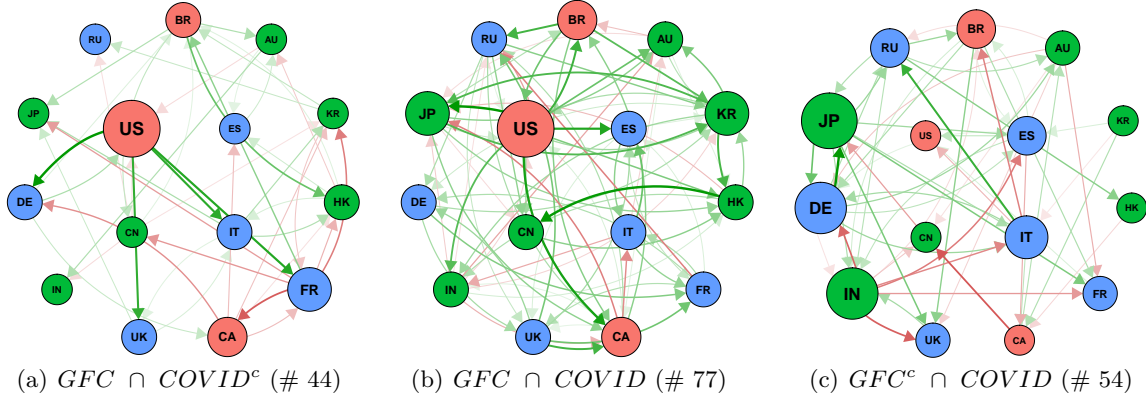 BR
RU
AU
JP
US
ES
KR
DE
CN
IT
HK
IN
FR
UK
CA
(a) GFC ∩ COVIDᶜ (# 44)
BR
RU
AU
JP
US
ES
KR
DE
CN
IT
HK
IN
FR
UK
CA
(b) GFC ∩ COVID (# 77)
BR
RU
AU
JP
US
ES
KR
DE
CN
IT
HK
IN
FR
UK
CA
(c) GFCᶜ ∩ COVID (# 54)